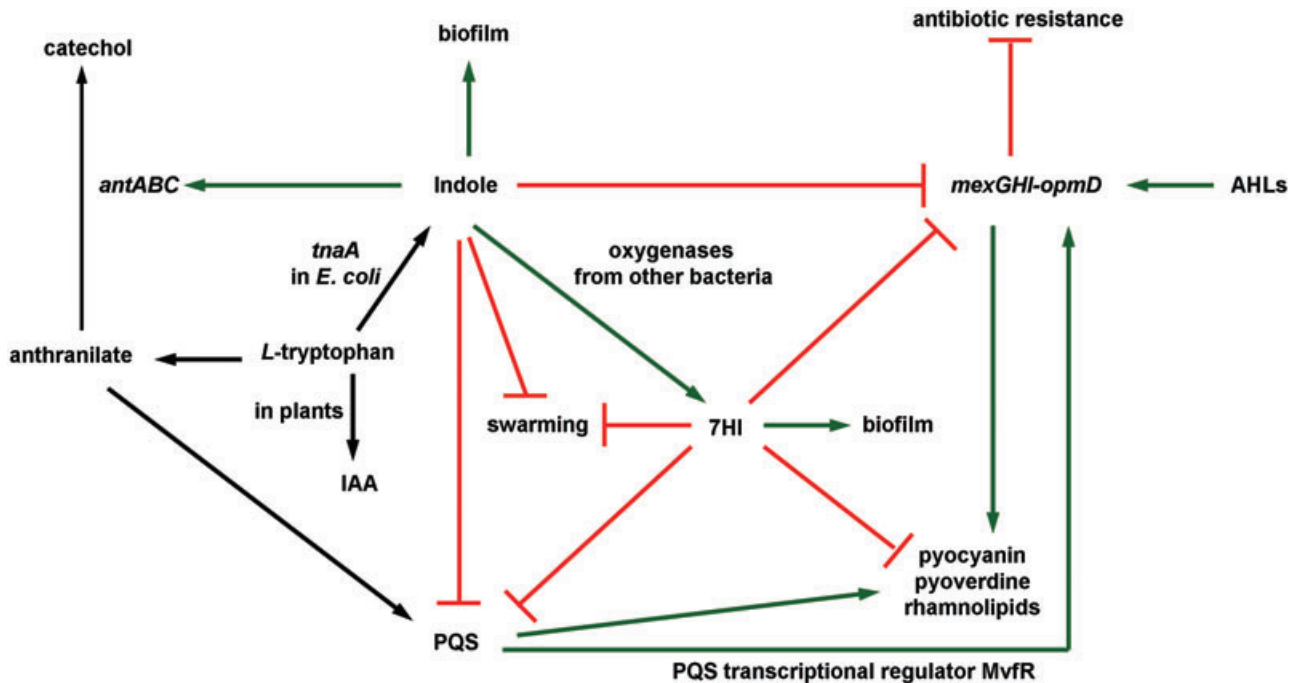 antibiotic resistance
biofilm
catechol
antABC
Indole
mexGHI-opmD
AHLs
tnaA
in E. coli
oxygenases
from other bacteria
anthranilate
L-tryptophan
in plants
swarming
7HI
biofilm
IAA
pyocyanin
pyoverdine
rhamnolipids
PQS
PQS transcriptional regulator MvfR